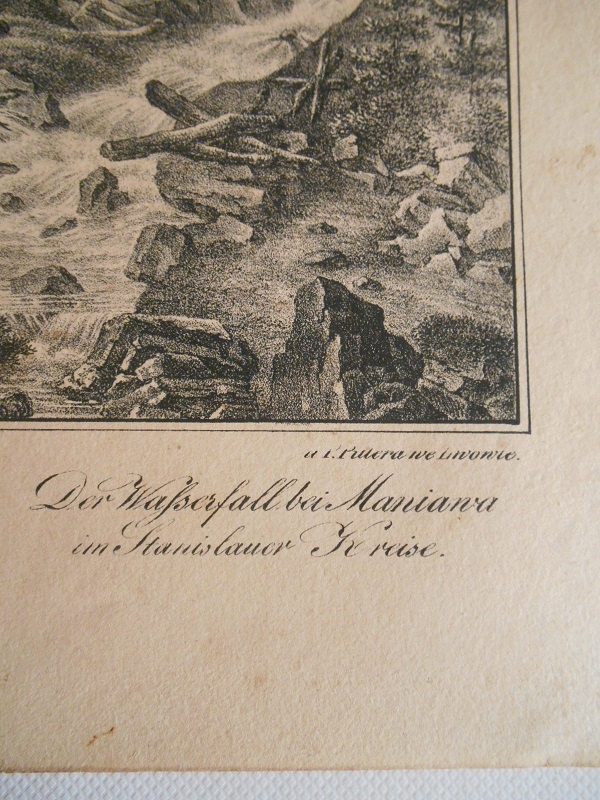 u P. Pillera we Lwowie.
Der Waßerfall bei Maniawa
im Stanislauer Kreise.